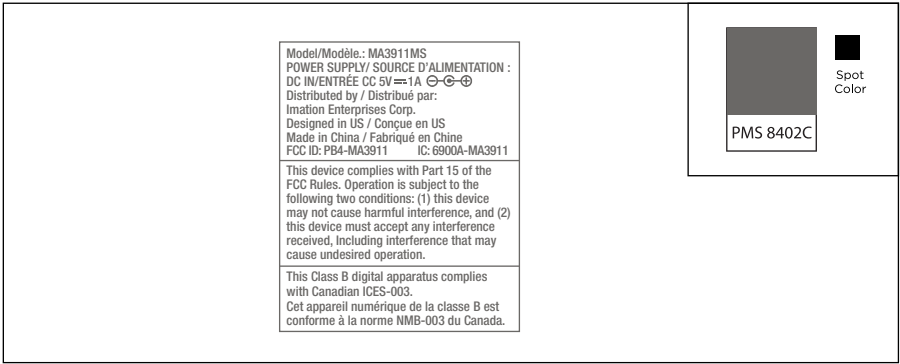 Model/Modèle.: MA3911MS
POWER SUPPLY/ SOURCE D'ALIMENTATION :
DC IN/ENTRÉE CC 5V⎓1A
Distributed by / Distribué par:
Imation Enterprises Corp.
Designed in US / Conçue en US
Made in China / Fabriqué en Chine
FCC ID: PB4-MA3911 IC: 6900A-MA3911
This device complies with Part 15 of the
FCC Rules. Operation is subject to the
following two conditions: (1) this device
may not cause harmful interference, and (2)
this device must accept any interference
received, Including interference that may
cause undesired operation.
This Class B digital apparatus complies
with Canadian ICES-003.
Cet appareil numérique de la classe B est
conforme à la norme NMB-003 du Canada.
PMS 8402C
Spot
Color